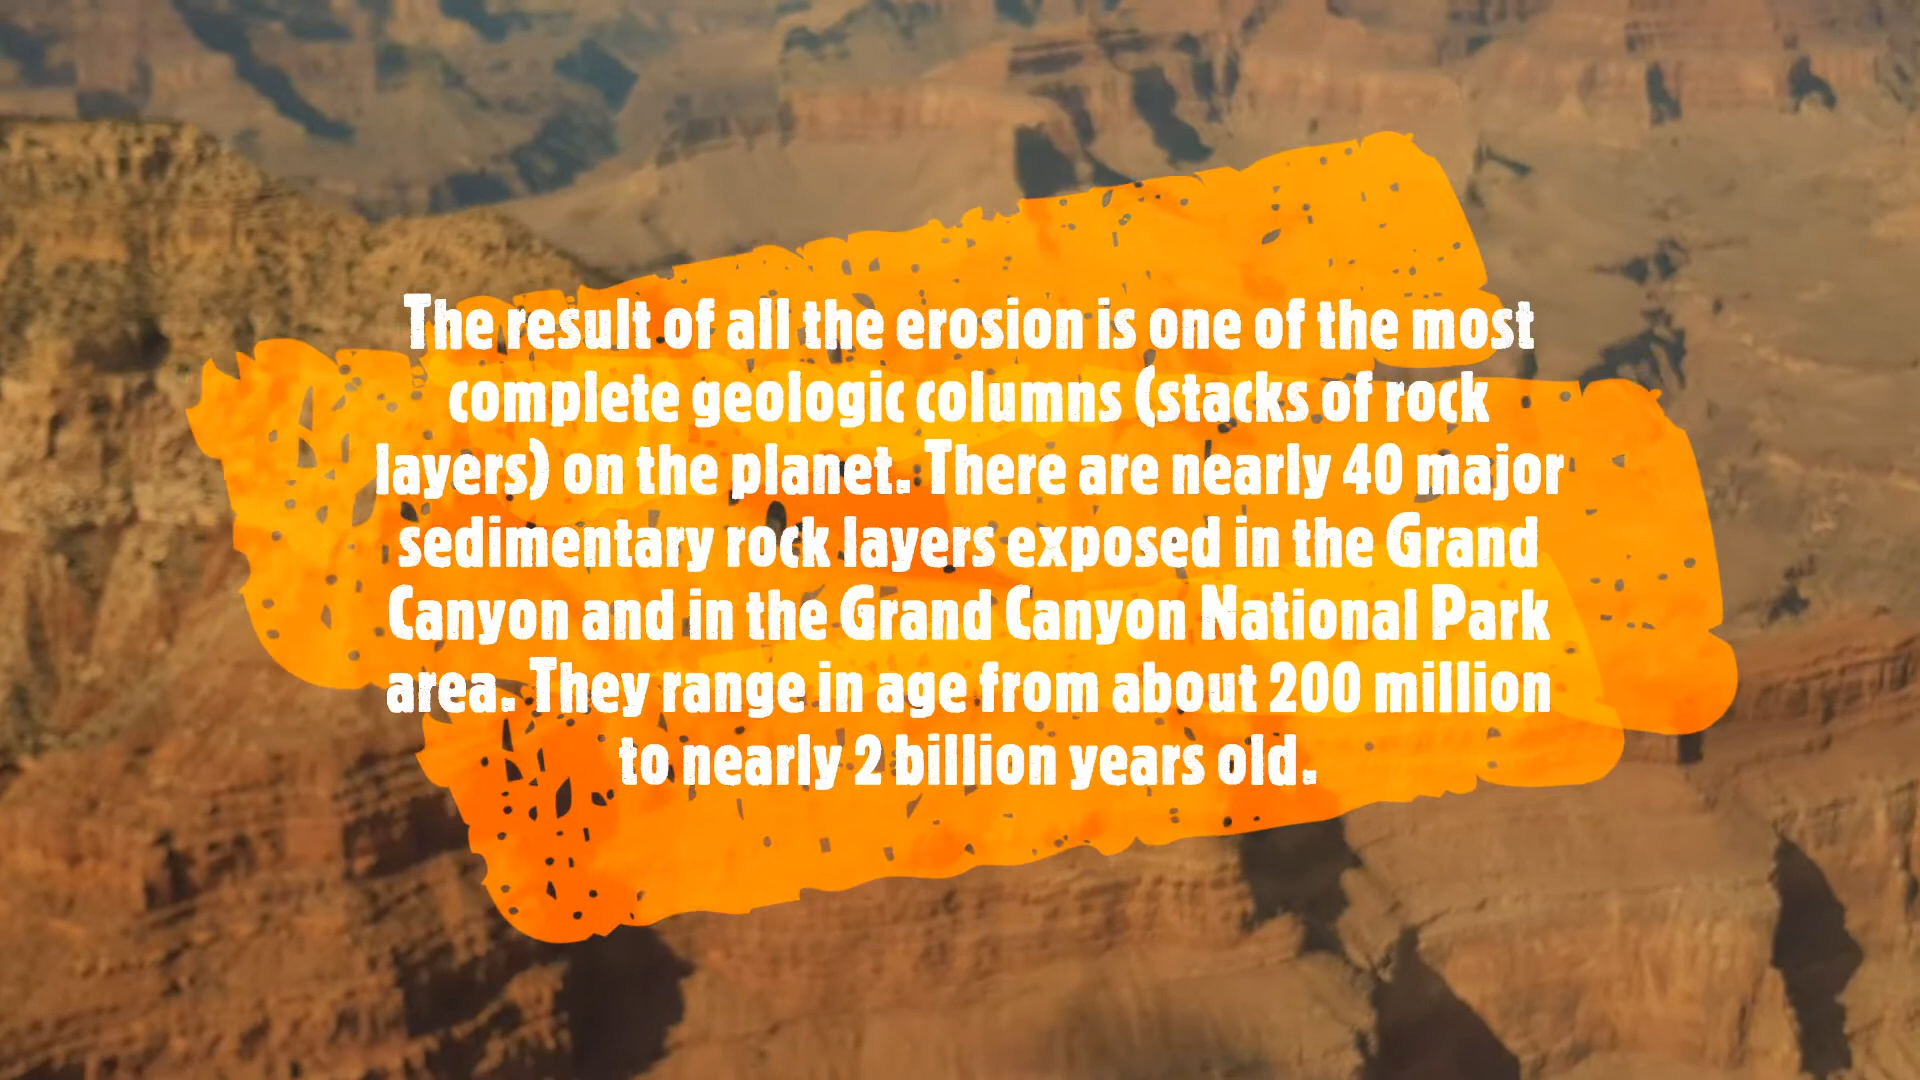 The result of all the erosion is one of the most
complete geologic columns (stacks of rock
layers) on the planet. There are nearly 40 major
sedimentary rock layers exposed in the Grand
Canyon and in the Grand Canyon National Park
area. They range in age from about 200 million
to nearly 2 billion years old.